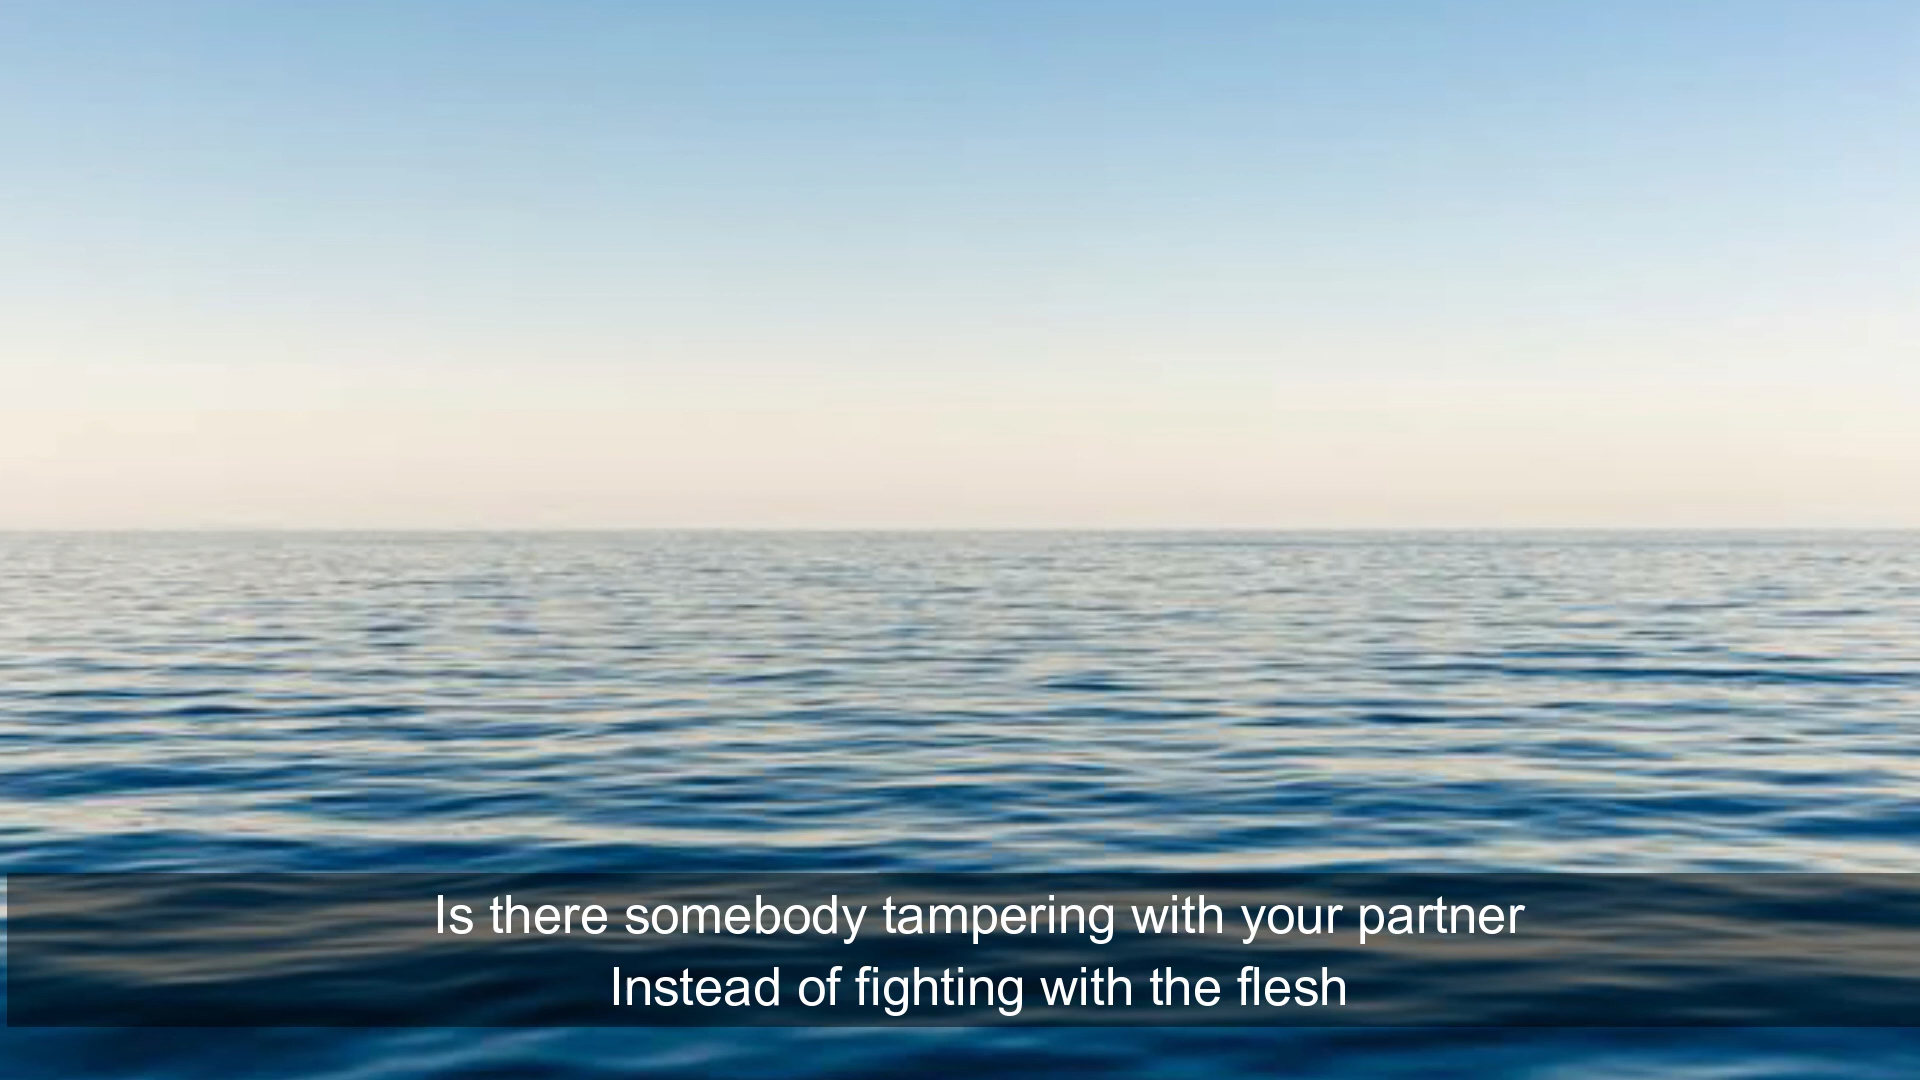 Is there somebody tampering with your partner
Instead of fighting with the flesh